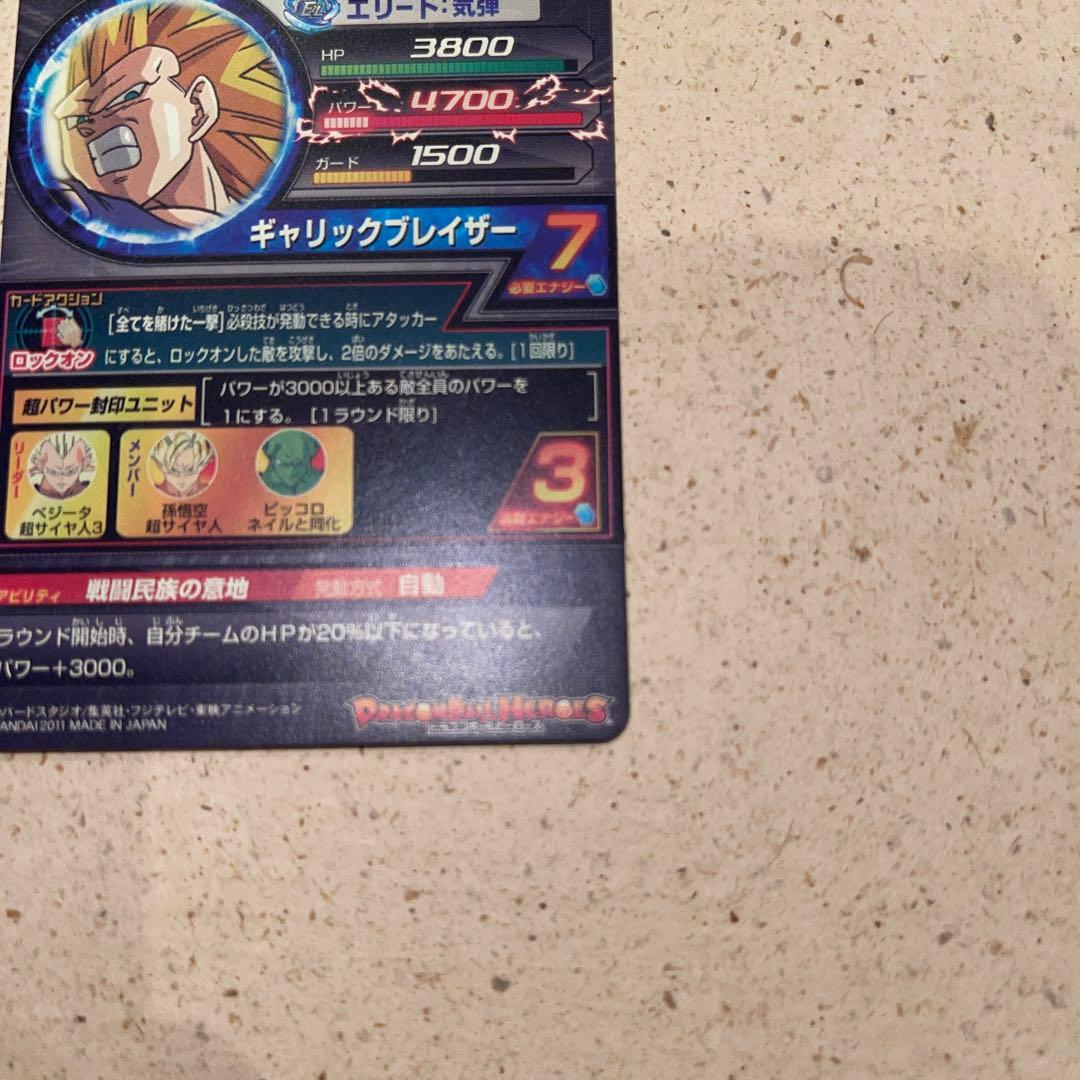 EL エリート:気弾
HP 3800
パワー 4700
ガード 1500
ギャリックブレイザー 7
必要エナジー
カードアクション
[全てを賭けた一撃]必殺技が発動できる時にアタッカー
ロックオン にすると、ロックオンした敵を攻撃し、2倍のダメージをあたえる。[1回限り]
超パワー封印ユニット
パワーが3000以上ある敵全員のパワーを
1にする。[1ラウンド限り]
リーダー
ベジータ
超サイヤ人3
メンバー
孫悟空
超サイヤ人
ピッコロ
ネイルと同化
3
必要エナジー
アビリティ 戦闘民族の意地 発動方式 自動
ラウンド開始時、自分チームのHPが20%以下になっていると、
パワー+3000。
バードスタジオ/集英社・フジテレビ・東映アニメーション
ANDAI 2011 MADE IN JAPAN
DRAGONBALL HEROES
ドラゴンボールヒーローズ